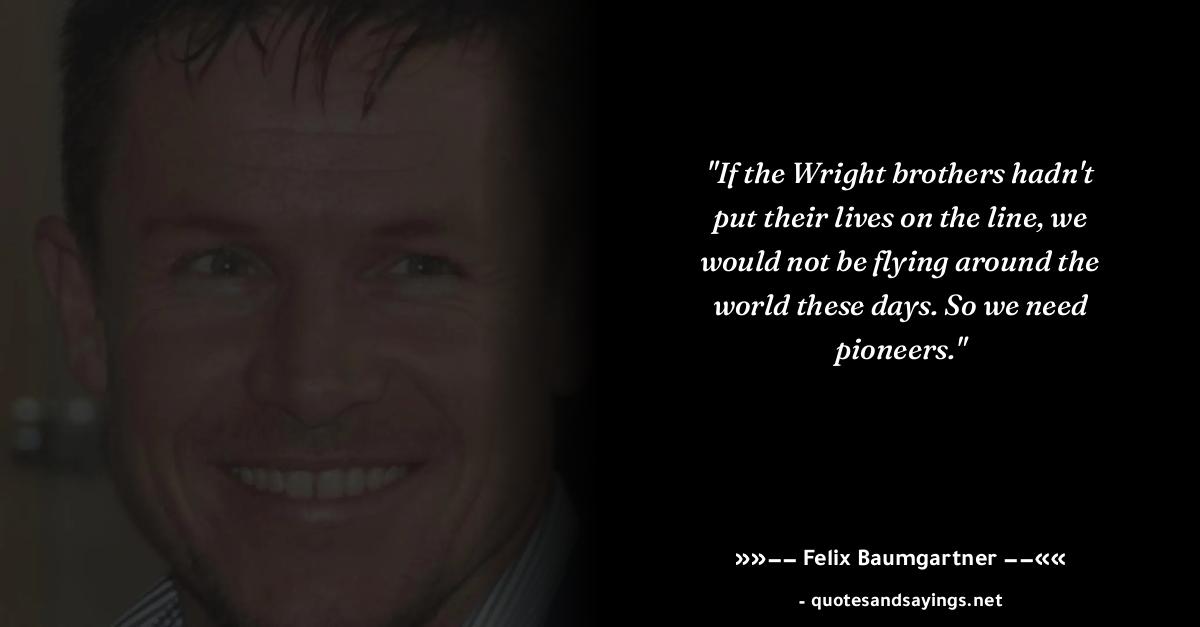 "If the Wright brothers hadn't
put their lives on the line, we
would not be flying around the
world these days. So we need
pioneers."
»»–– Felix Baumgartner ––««
- quotesandsayings.net